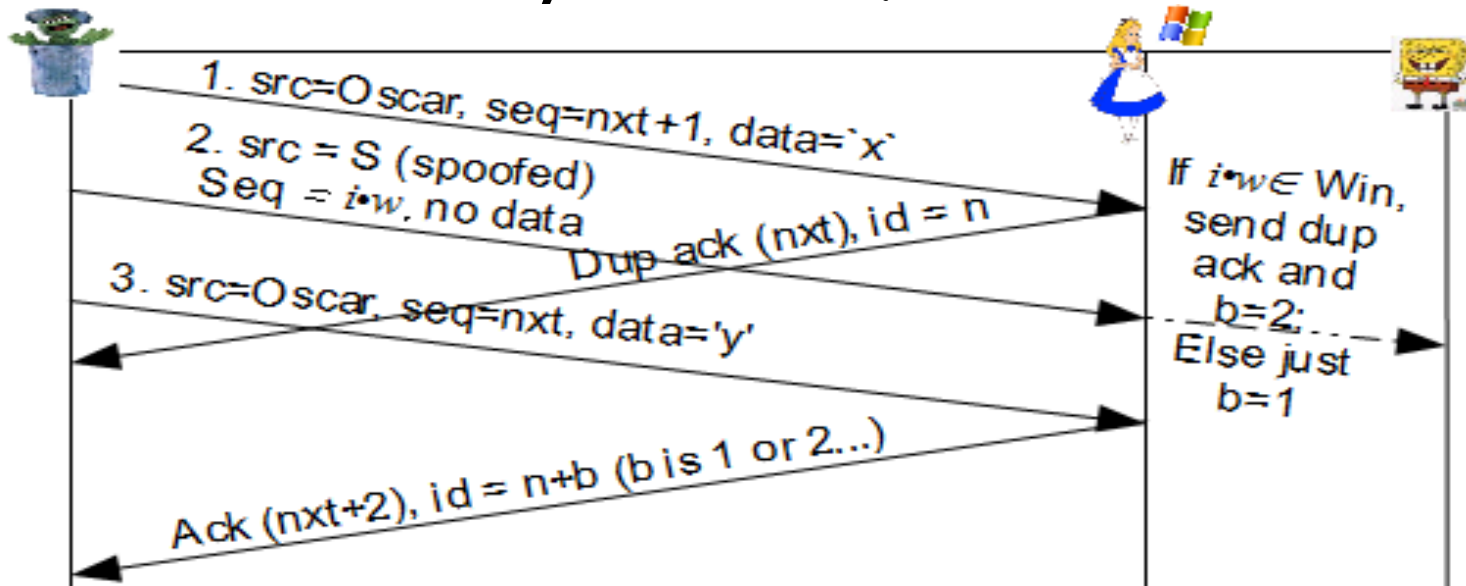 1. src=Oscar, seq=nxt+1, data=`x`
2. src = S (spoofed)
Seq = i•w, no data
Dup ack (nxt), id = n
3. src=Oscar, seq=nxt, data='y'
Ack (nxt+2), id = n+b (b is 1 or 2...)
If i•w∈ Win,
send dup
ack and
b=2;
Else just
b=1